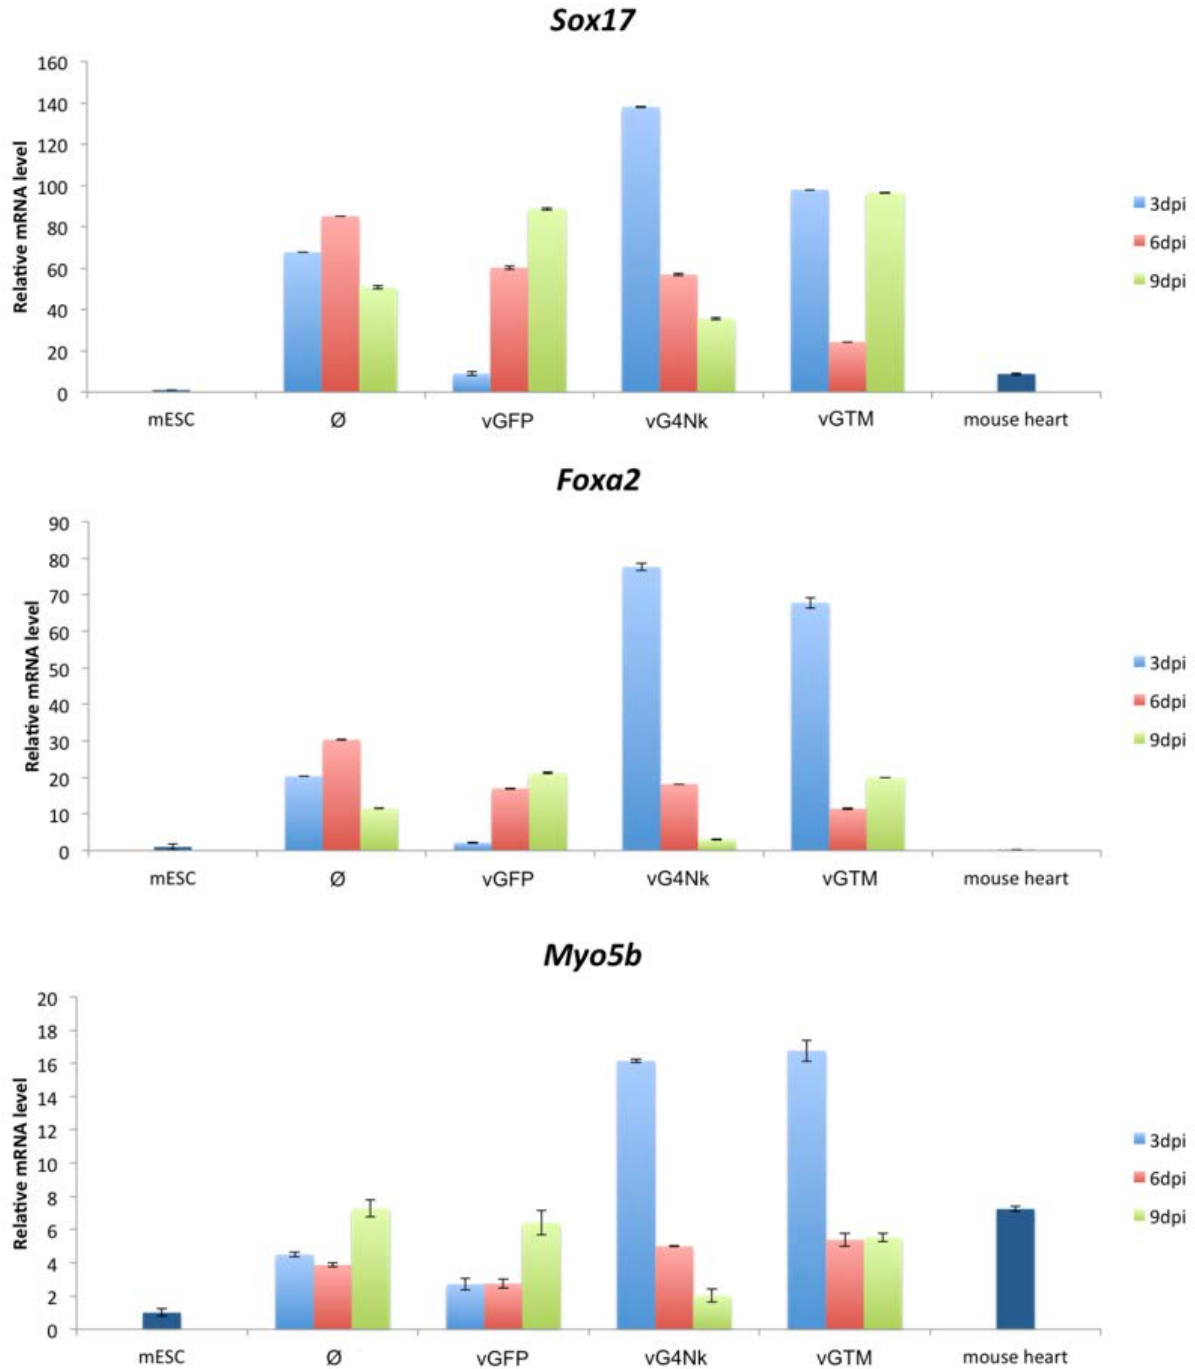 Sox17
Relative mRNA level
160
140
120
100
80
60
40
20
0
mESC Ø vGFP vG4Nk vGTM mouse heart
3dpi
6dpi
9dpi
Foxa2
Relative mRNA level
90
80
70
60
50
40
30
20
10
0
mESC Ø vGFP vG4Nk vGTM mouse heart
3dpi
6dpi
9dpi
Myo5b
Relative mRNA level
20
18
16
14
12
10
8
6
4
2
0
mESC Ø vGFP vG4Nk vGTM mouse heart
3dpi
6dpi
9dpi